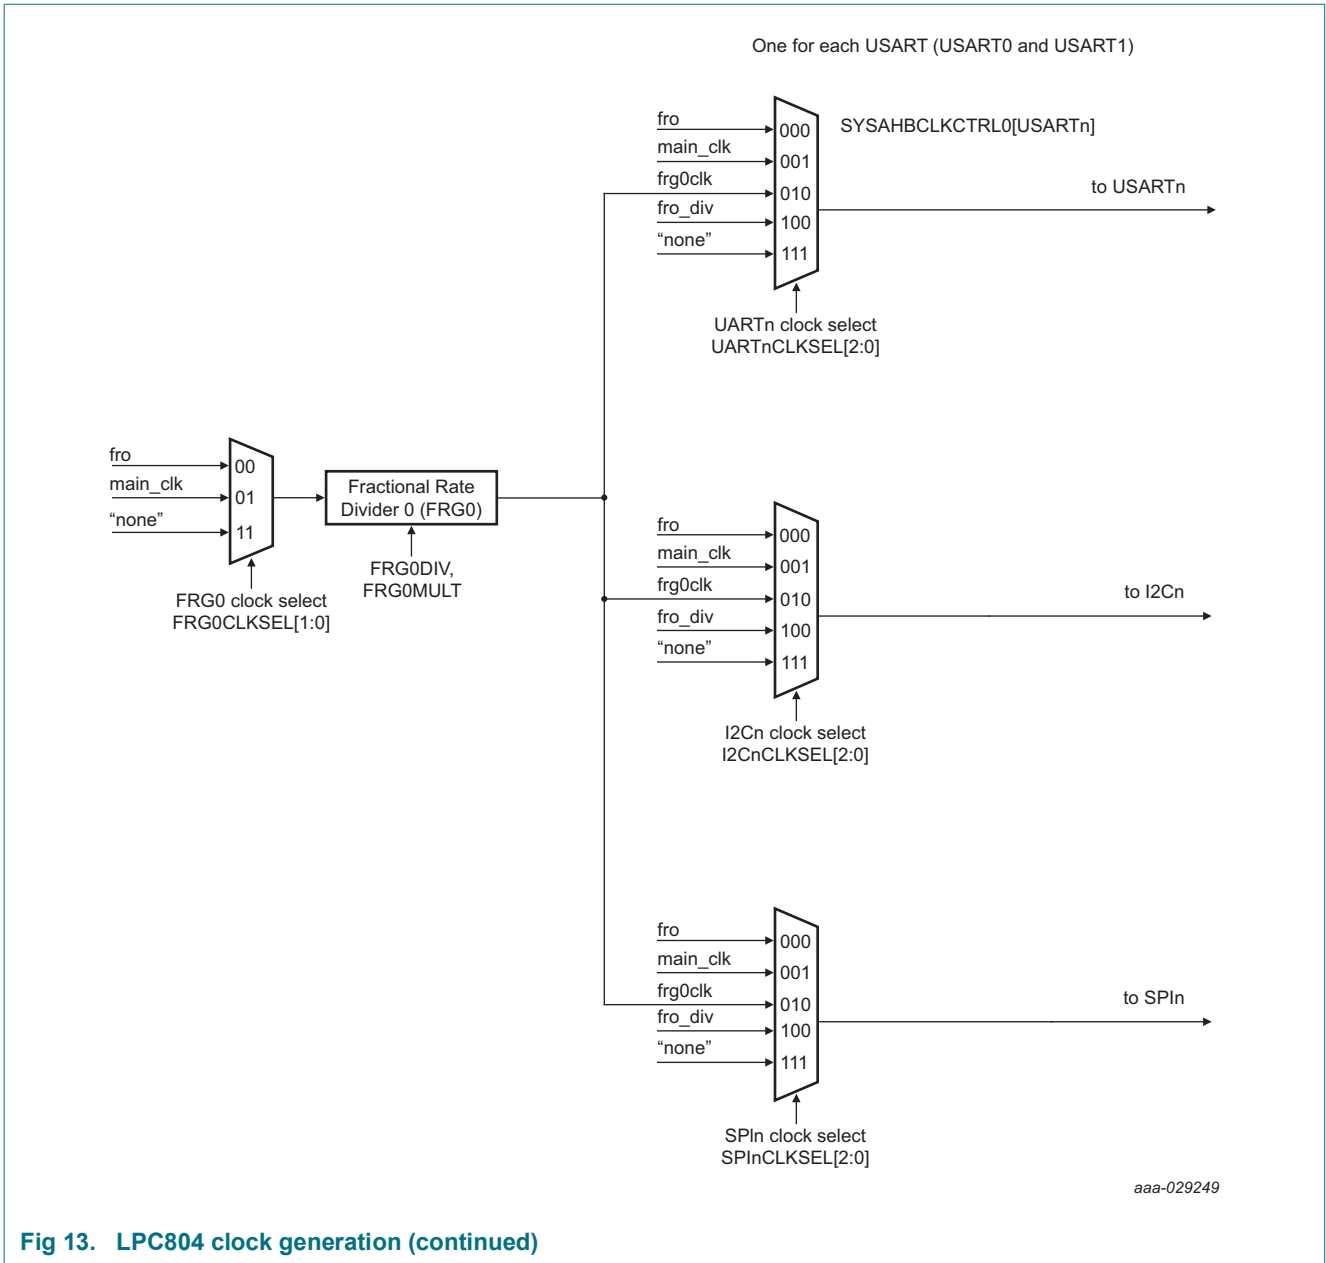 One for each USART (USART0 and USART1)
fro
000
SYSAHBCLKCTRL0[USARTn]
main_clk
001
frg0clk
010
to USARTn
fro_div
100
“none”
111
UARTn clock select
UARTnCLKSEL[2:0]
fro
00
main_clk
01
“none”
11
FRG0 clock select
FRG0CLKSEL[1:0]
Fractional Rate
Divider 0 (FRG0)
FRG0DIV,
FRG0MULT
fro
000
main_clk
001
frg0clk
010
to I2Cn
fro_div
100
“none”
111
I2Cn clock select
I2CnCLKSEL[2:0]
fro
000
main_clk
001
frg0clk
010
to SPIn
fro_div
100
“none”
111
SPIn clock select
SPInCLKSEL[2:0]
aaa-029249
Fig 13. LPC804 clock generation (continued)